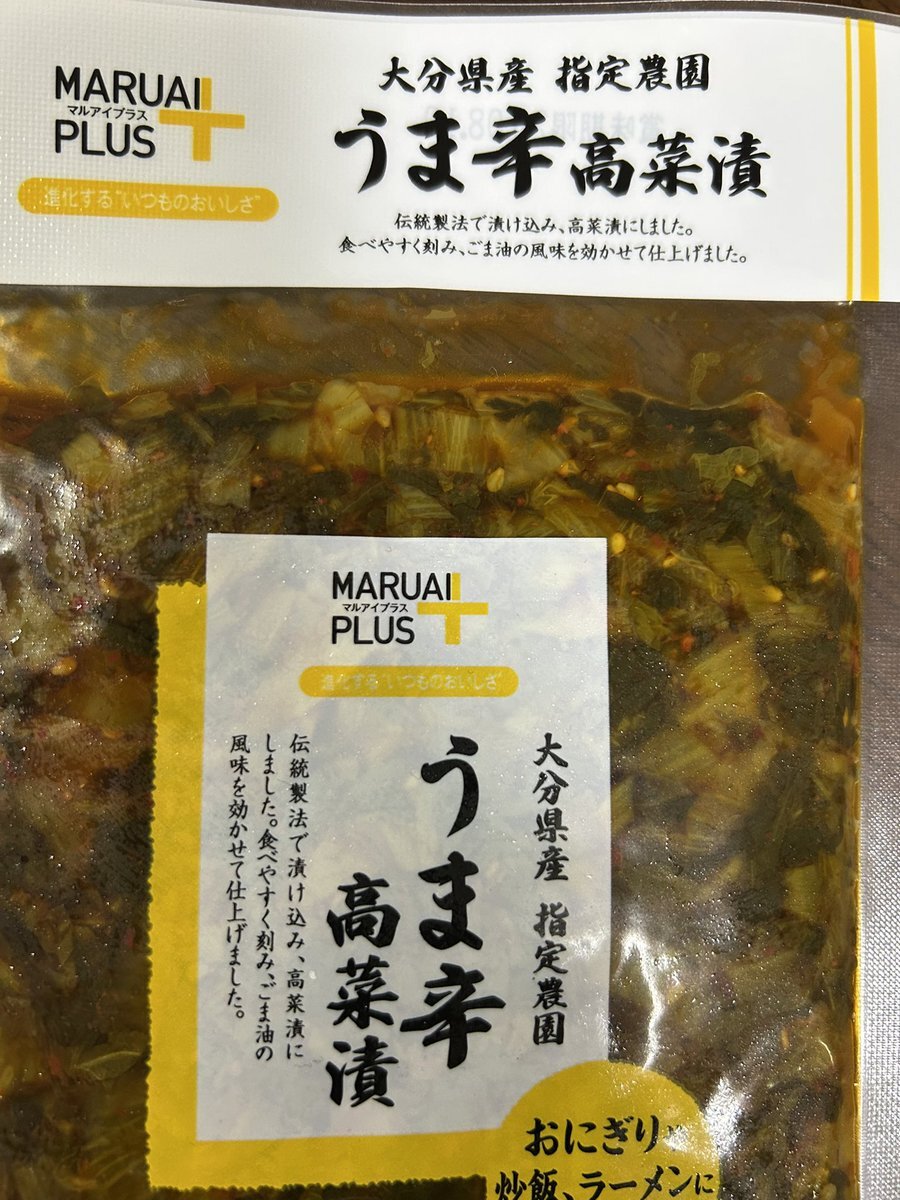 MARUAI
マルアイプラス
PLUS
進化する"いつものおいしさ"
大分県産 指定農園
うま辛高菜漬
伝統製法で漬け込み、高菜漬にしました。
食べやすく刻み、ごま油の風味を効かせて仕上げました。
賞味期限
MARUAI
マルアイプラス
PLUS
進化する"いつものおいしさ"
大分県産 指定農園
うま辛
高菜漬
伝統製法で漬け込み、高菜漬に
しました。食べやすく刻み、ごま油の
風味を効かせて仕上げました。
おにぎり
炒飯、ラーメンに